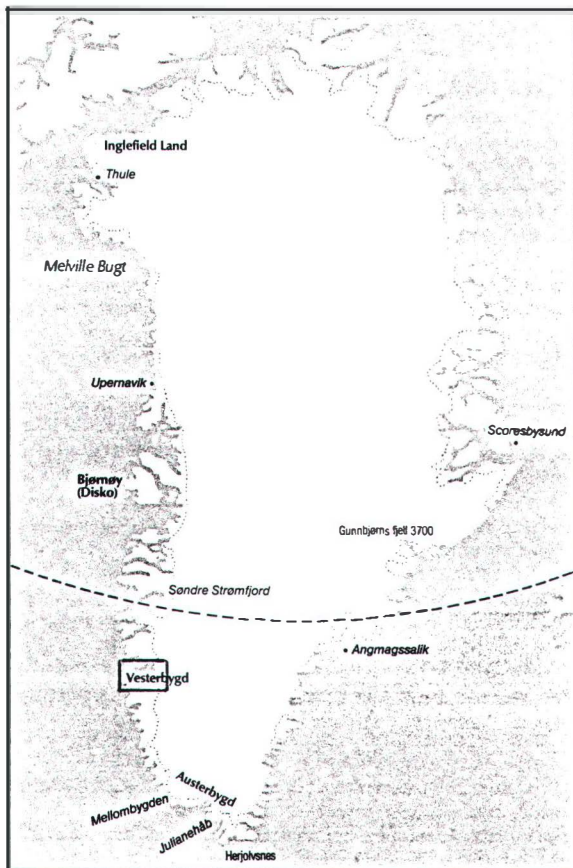 Inglefield Land
Thule
Melville Bugt
Upernavik
Scoresbysund
Bjørnøy
(Disko)
Gunnbjørns fjell 3700
Søndre Strømfjord
Angmagssalik
Vesterbygd
Austerbygd
Mellombygden
Julianehåb
Herjolvsnes